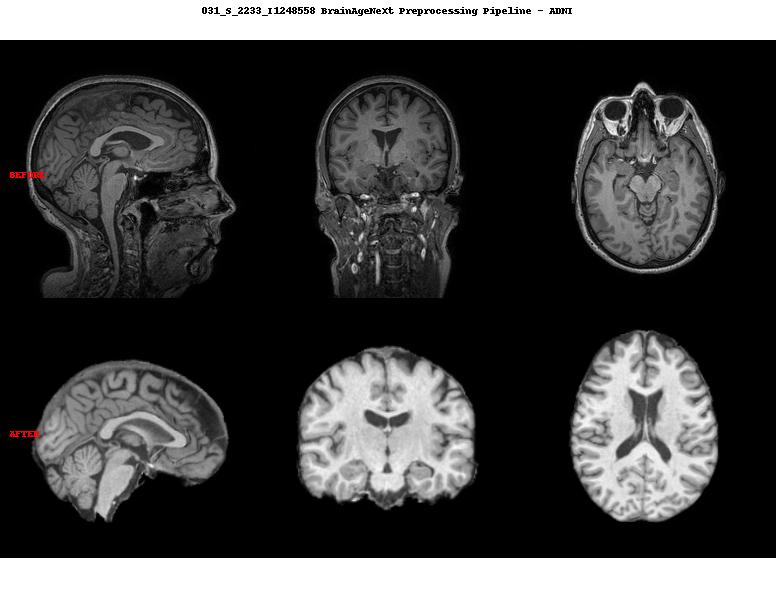 031_S_2233_I1248558 BrainAgeNeXt Preprocessing Pipeline - ADNI
BEFORE
AFTER